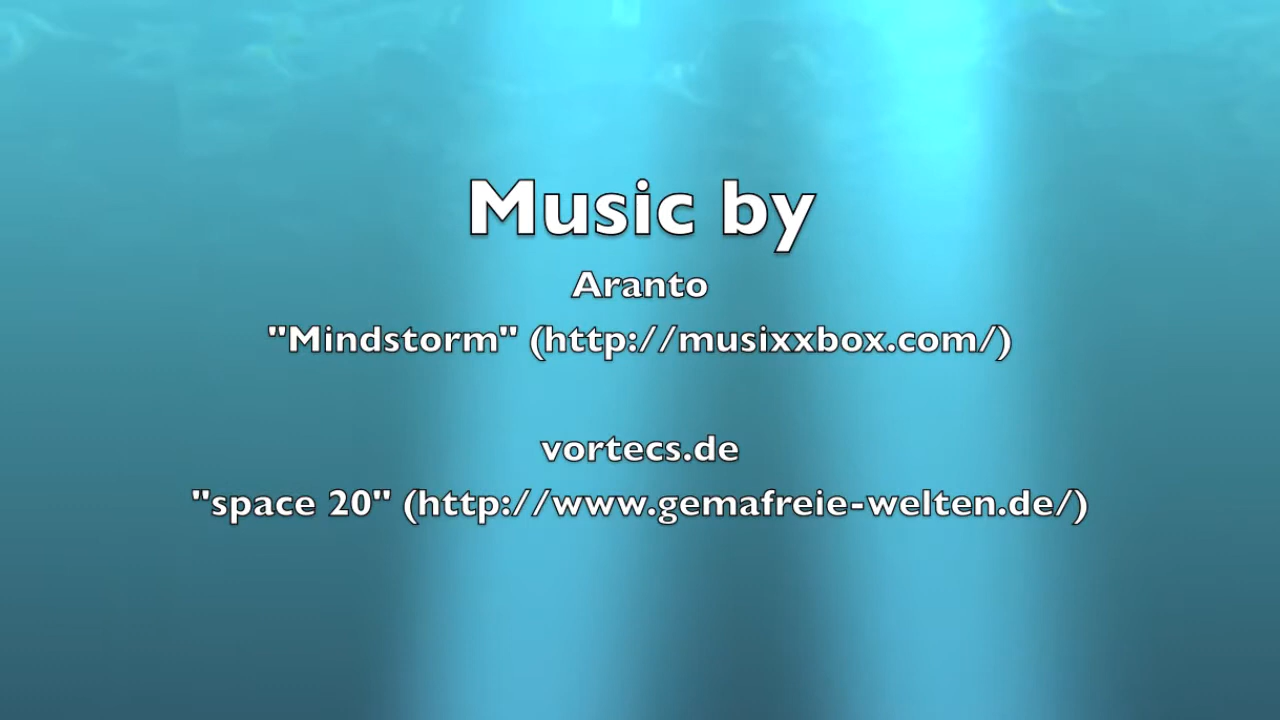 Music by
Aranto
"Mindstorm" (http://musixxbox.com/)
vortecs.de
"space 20" (http://www.gemafreie-welten.de/)